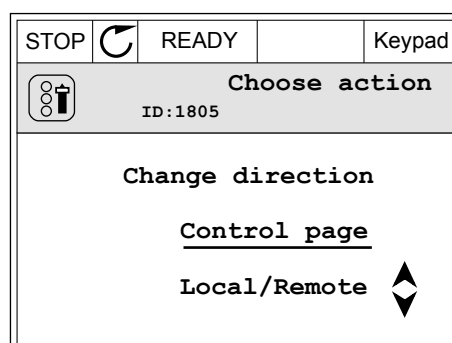 STOP READY Keypad
Choose action
ID:1805
Change direction
Control page
Local/Remote